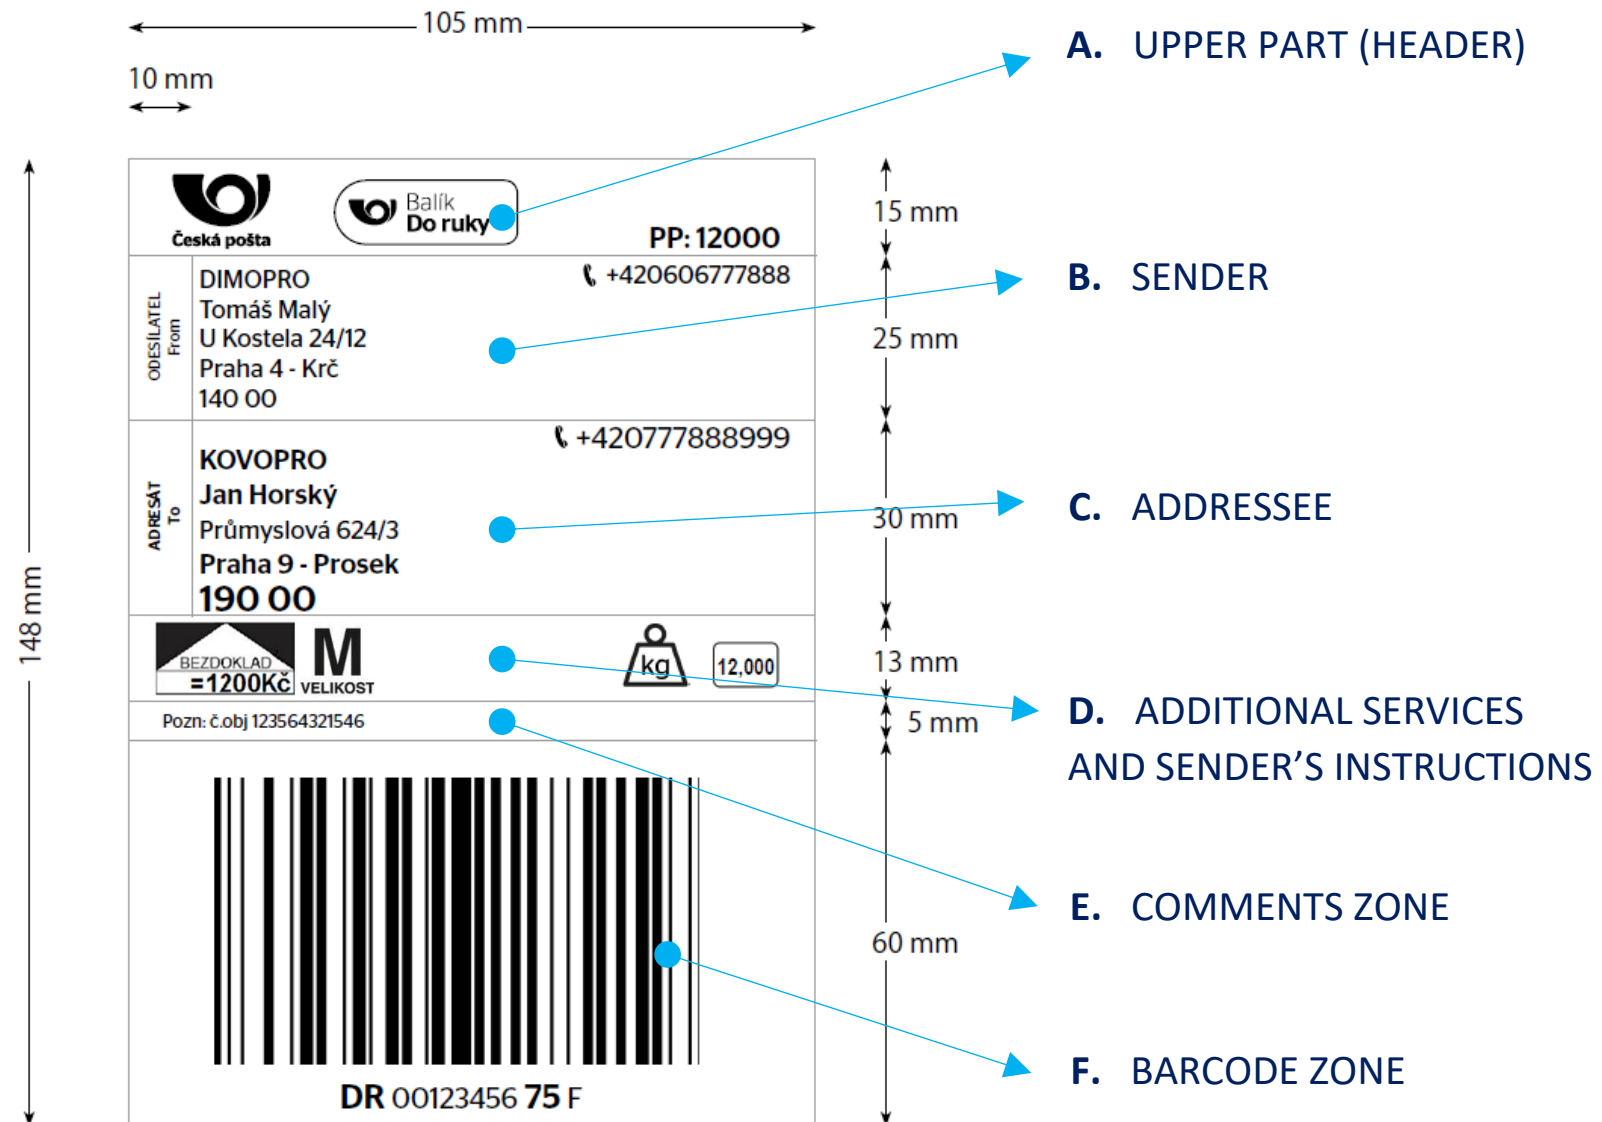 105 mm
10 mm
148 mm
Česká pošta
Balík
Do ruky
PP: 12000
15 mm
A. UPPER PART (HEADER)
ODESÍLATEL
From
DIMOPRO
Tomáš Malý
U Kostela 24/12
Praha 4 - Krč
140 00
+420606777888
25 mm
B. SENDER
ADRESÁT
To
KOVOPRO
Jan Horský
Průmyslová 624/3
Praha 9 - Prosek
190 00
+420777888999
30 mm
C. ADDRESSEE
BEZDOKLAD
=1200Kč
M
VELIKOST
kg
12,000
13 mm
D. ADDITIONAL SERVICES
AND SENDER’S INSTRUCTIONS
Pozn: č.obj 123564321546
5 mm
E. COMMENTS ZONE
60 mm
DR 00123456 75 F
F. BARCODE ZONE